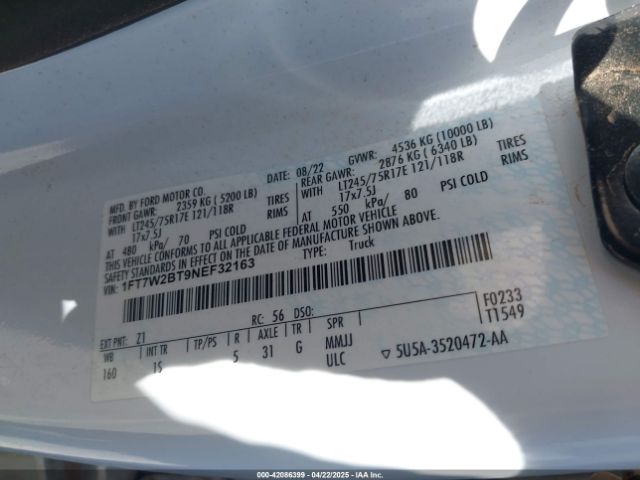 MFD. BY FORD MOTOR CO.
DATE: 08/22 GVWR: 4536 KG (10000 LB)
FRONT GAWR: 2359 KG ( 5200 LB)
REAR GAWR: 2876 KG ( 6340 LB)
WITH LT245/75R17E 121/118R TIRES
WITH LT245/75R17E 121/118R TIRES
17x7.5J RIMS
17x7.5J RIMS
AT 480 kPa/ 70 PSI COLD
AT 550 kPa/ 80 PSI COLD
THIS VEHICLE CONFORMS TO ALL APPLICABLE FEDERAL MOTOR VEHICLE
SAFETY STANDARDS IN EFFECT ON THE DATE OF MANUFACTURE SHOWN ABOVE.
VIN: 1FT7W2BT9NEF32163
TYPE: Truck
F0233
T1549
EXT PNT: Z1 RC: 56 DSO:
WB INT TR TP/PS R AXLE TR SPR
160 1S 5 31 G MMJJ
ULC
5U5A-3520472-AA
#42086399 - 04/22/2025 - IAA Inc.